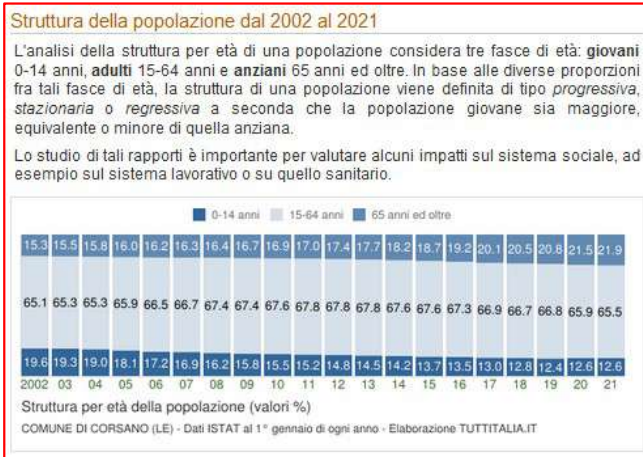 Struttura della popolazione dal 2002 al 2021
L'analisi della struttura per età di una popolazione considera tre fasce di età: giovani
0-14 anni, adulti 15-64 anni e anziani 65 anni ed oltre. In base alle diverse proporzioni
fra tali fasce di età, la struttura di una popolazione viene definita di tipo progressiva,
stazionaria o regressiva a seconda che la popolazione giovane sia maggiore,
equivalente o minore di quella anziana.
Lo studio di tali rapporti è importante per valutare alcuni impatti sul sistema sociale, ad
esempio sul sistema lavorativo o su quello sanitario.
0-14 anni 15-64 anni 65 anni ed oltre
15.3 15.5 15.8 16.0 16.2 16.3 16.4 16.7 16.9 17.0 17.4 17.7 18.2 18.7 19.2 20.1 20.5 20.8 21.5 21.9
65.1 65.3 65.3 65.9 66.5 66.7 67.4 67.4 67.6 67.8 67.8 67.8 67.6 67.6 67.3 66.9 66.7 66.8 65.9 65.5
19.6 19.3 19.0 18.1 17.2 16.9 16.2 15.8 15.5 15.2 14.8 14.5 14.2 13.7 13.5 13.0 12.8 12.4 12.6 12.6
2002 03 04 05 06 07 08 09 10 11 12 13 14 15 16 17 18 19 20 21
Struttura per età della popolazione (valori %)
COMUNE DI CORSANO (LE) - Dati ISTAT al 1° gennaio di ogni anno - Elaborazione TUTTITALIA.IT